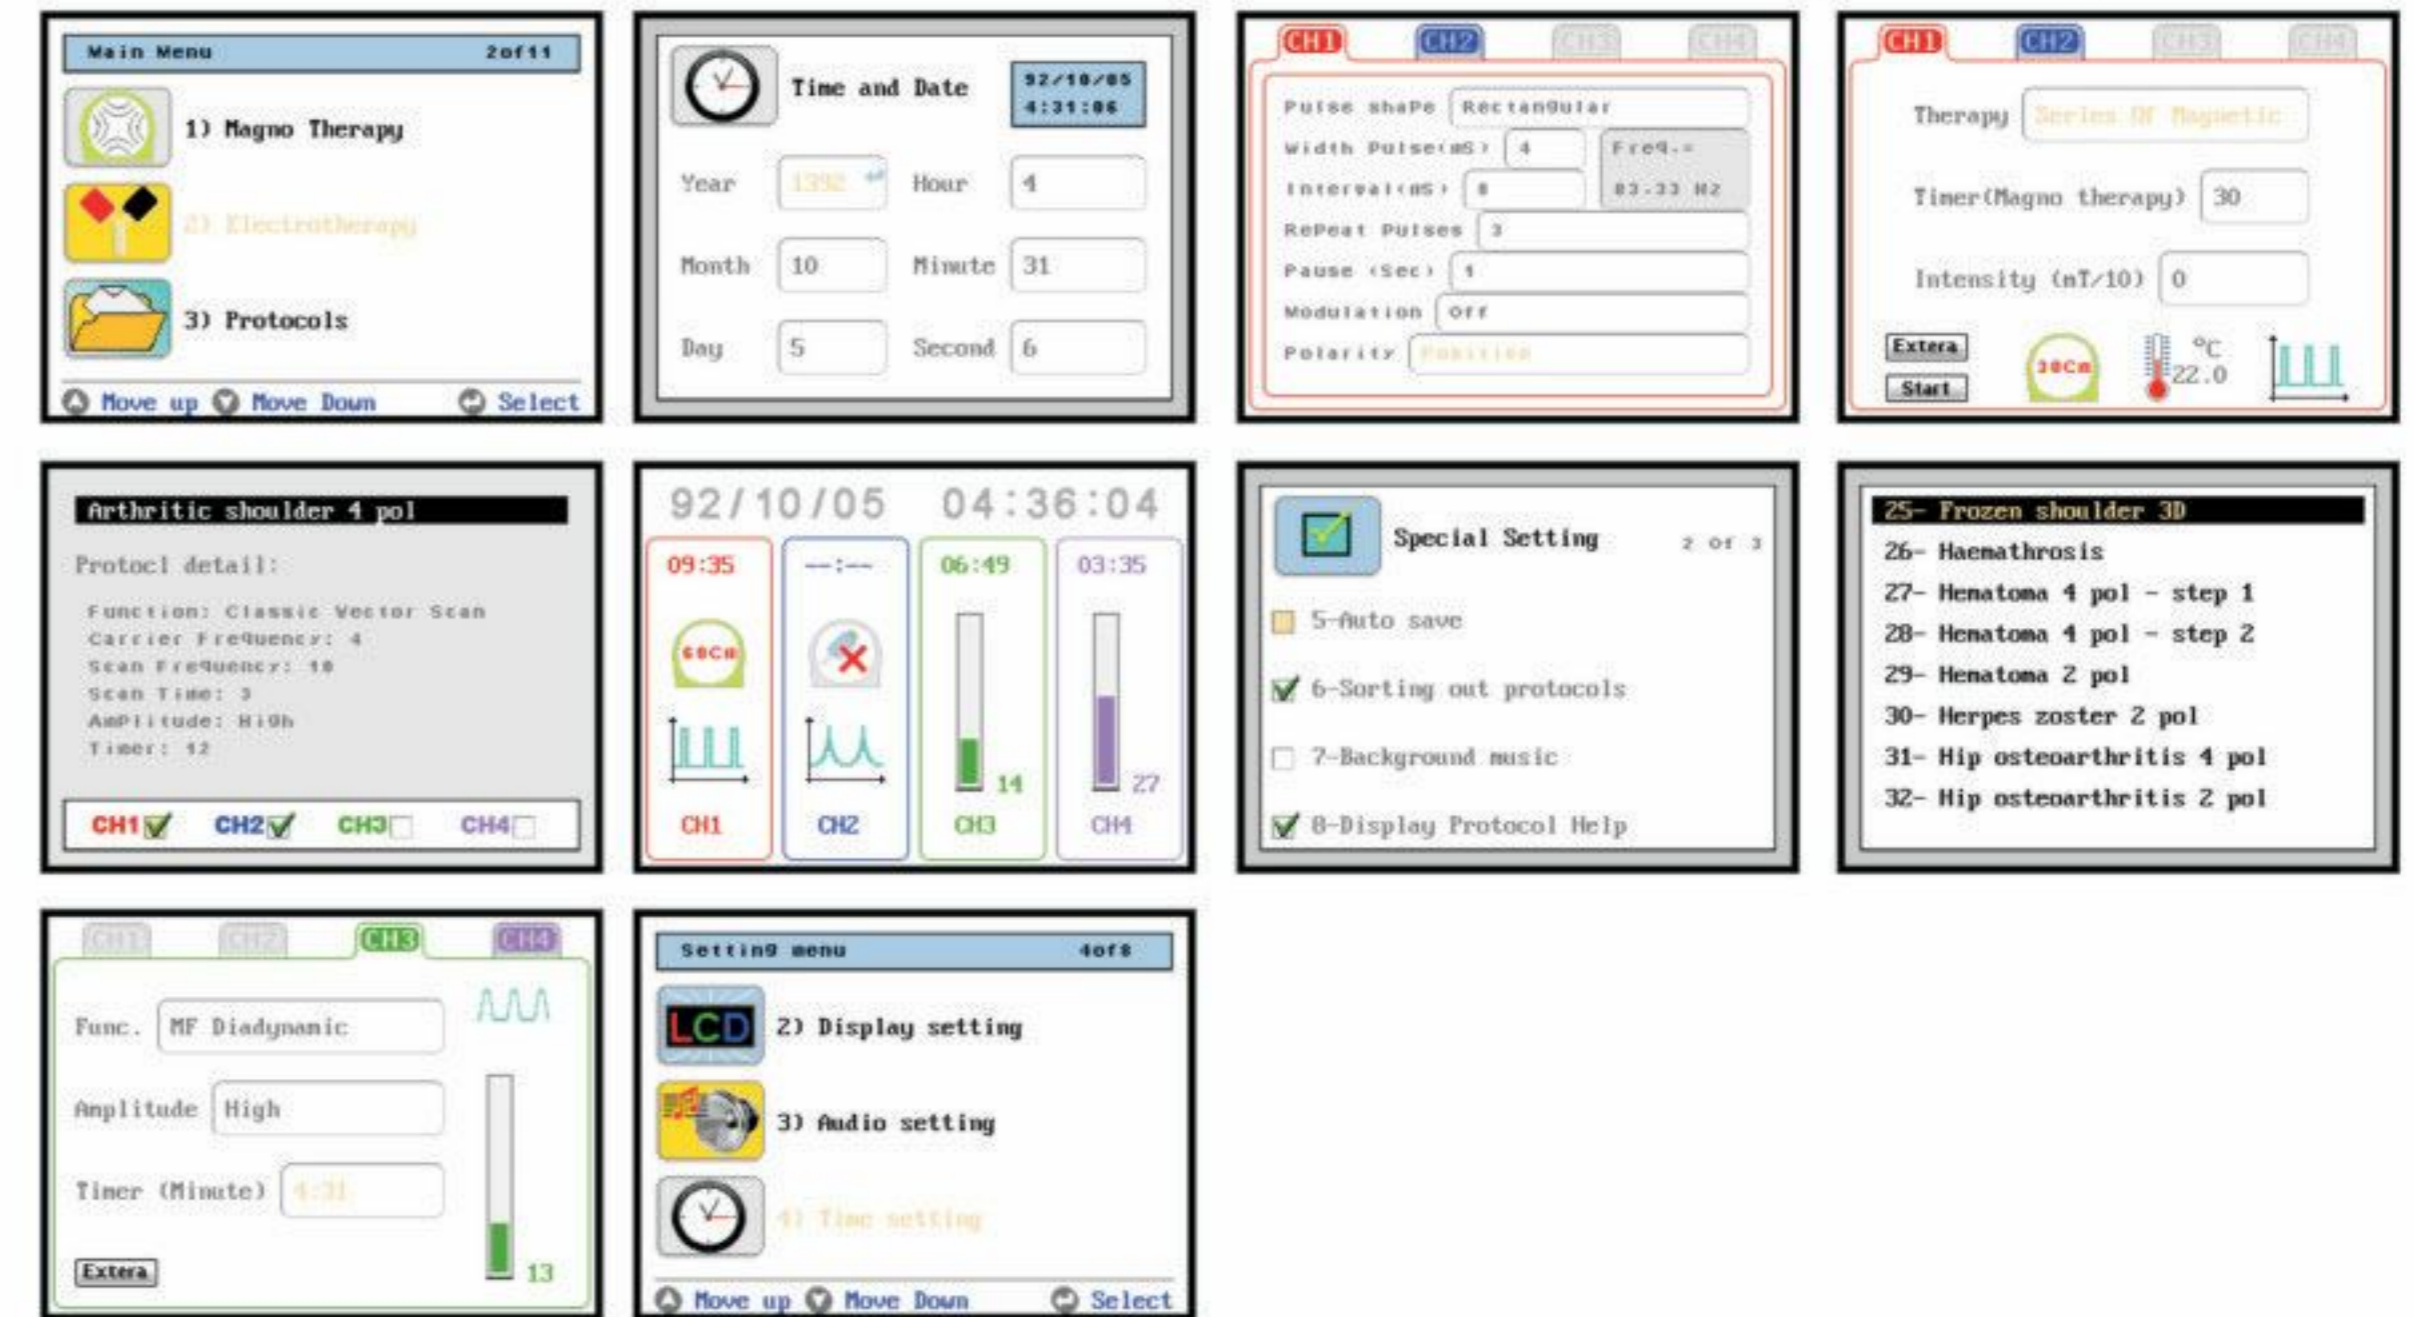 Main Menu 2of11
1) Magno Therapy
2) Electrotherapy
3) Protocols
Move up Move Down Select
Time and Date
92/10/05
4:31:06
Year 1392 Hour 4
Month 10 Minute 31
Day 5 Second 6
CH1 CH2 CH3 CH4
Pulse shape Rectangular
Width Pulse(mS) 4
Freq.=
Interval(mS) 8
83.33 HZ
Repeat Pulses 3
Pause (Sec) 1
Modulation Off
Polarity Position
CH1 CH2 CH3 CH4
Therapy Series Of Magnetic
Timer(Magno therapy) 30
Intensity (mT/10) 0
Extera
Start
30Cm
°C
22.0
Arthritic shoulder 4 pol
Protocl detail:
Function: Classic Vector Scan
Carrier Frequency: 4
Scan Frequency: 10
Scan Time: 3
Amplitude: High
Timer: 12
CH1 CH2 CH3 CH4
92/10/05 04:36:04
09:35 --:-- 06:49 03:35
60Cm
14 27
CH1 CH2 CH3 CH4
Special Setting 2 Of 3
5-Auto save
6-Sorting out protocols
7-Background music
8-Display Protocol Help
25- Frozen shoulder 3D
26- Haemathrosis
27- Hematoma 4 pol - step 1
28- Hematoma 4 pol - step 2
29- Hematoma 2 pol
30- Herpes zoster 2 pol
31- Hip osteoarthritis 4 pol
32- Hip osteoarthritis 2 pol
CH1 CH2 CH3 CH4
Func. MF Diadynamic
Amplitude High
Timer (Minute) 4:31
Extera
13
Setting menu 4of8
LCD
2) Display setting
3) Audio setting
4) Time setting
Move up Move Down Select